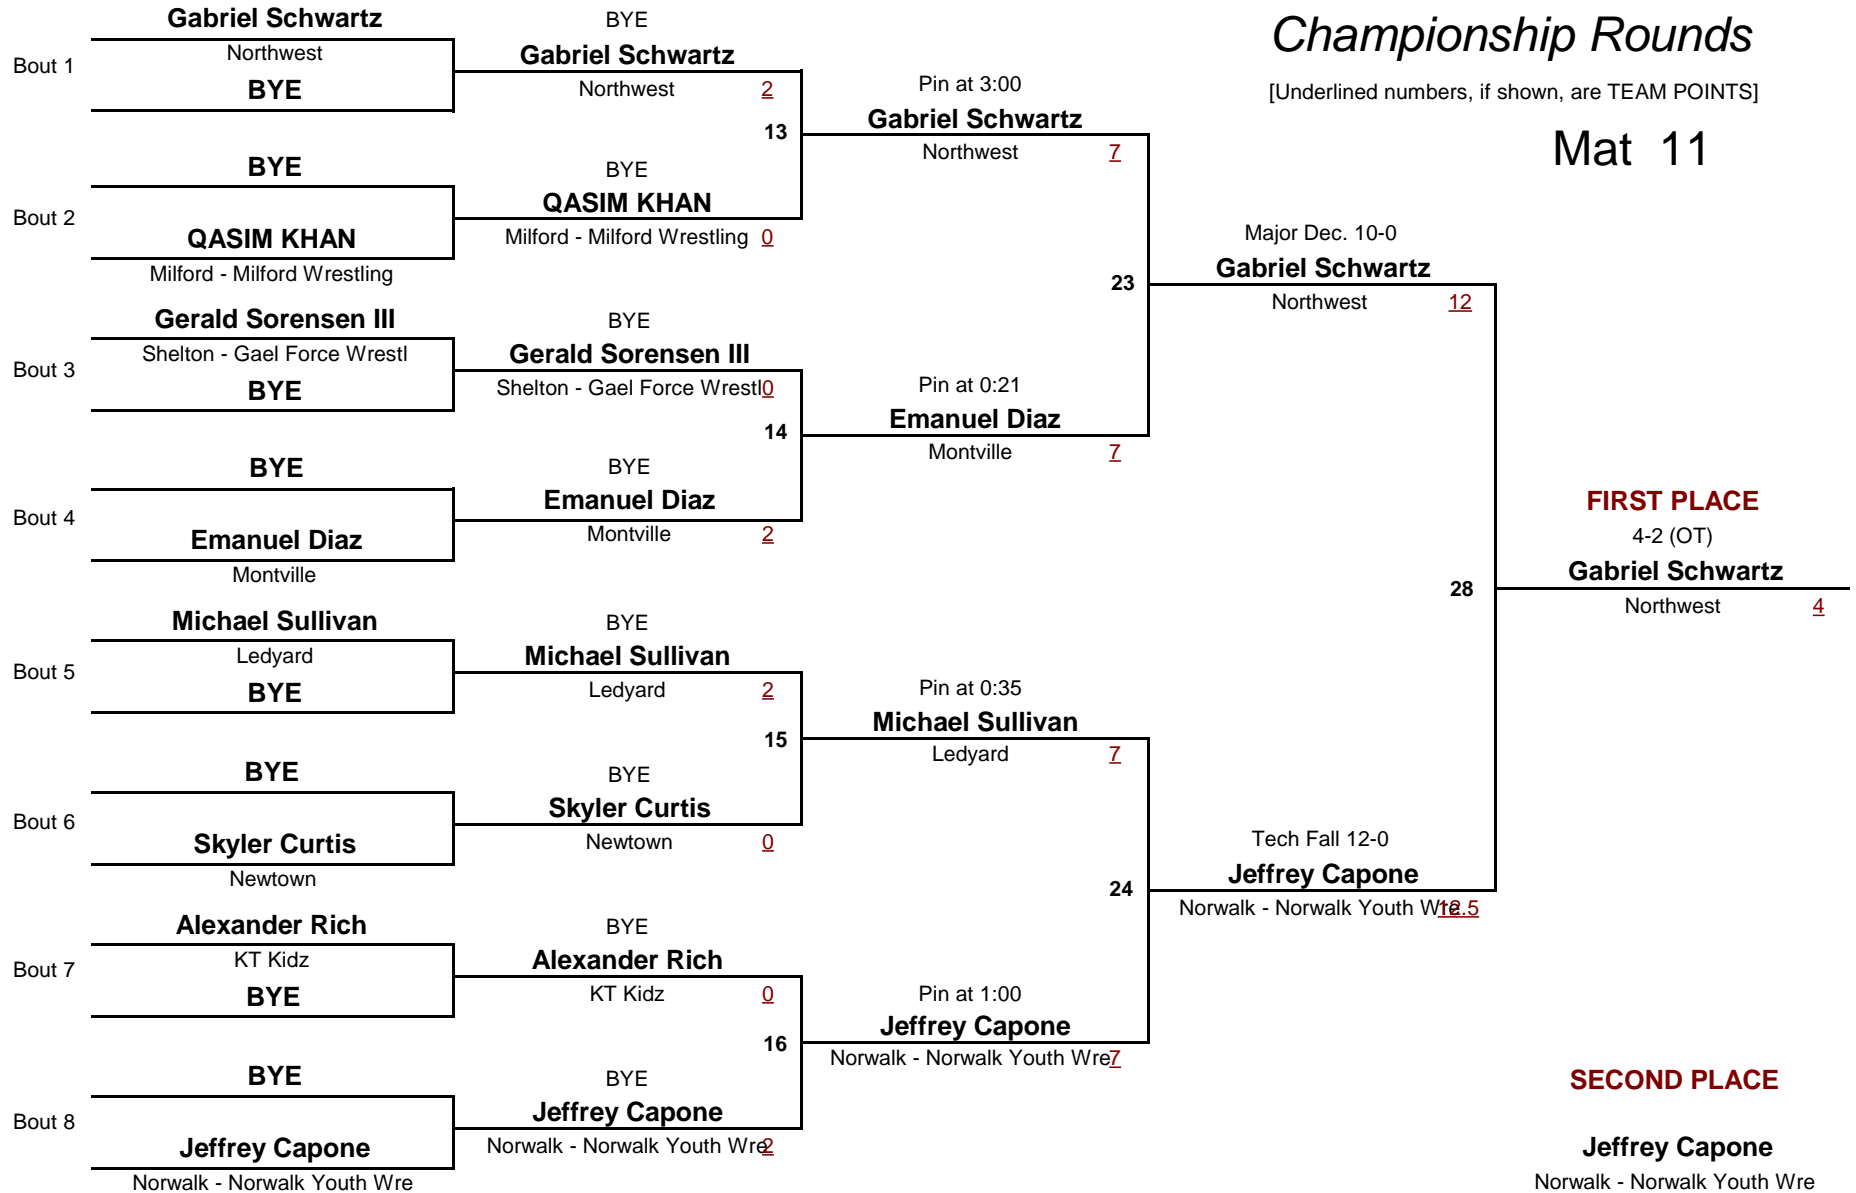 Championship Rounds
[Underlined numbers, if shown, are TEAM POINTS]
Mat 11
Bout 1
Gabriel Schwartz
Northwest
BYE
Bout 2
BYE
QASIM KHAN
Milford - Milford Wrestling
Bout 3
Gerald Sorensen III
Shelton - Gael Force Wrestl
BYE
Bout 4
BYE
Emanuel Diaz
Montville
Bout 5
Michael Sullivan
Ledyard
BYE
Bout 6
BYE
Skyler Curtis
Newtown
Bout 7
Alexander Rich
KT Kidz
BYE
Bout 8
BYE
Jeffrey Capone
Norwalk - Norwalk Youth Wre
BYE
Gabriel Schwartz
Northwest 2
13
BYE
QASIM KHAN
Milford - Milford Wrestling 0
BYE
Gerald Sorensen III
Shelton - Gael Force Wrestl 0
14
BYE
Emanuel Diaz
Montville 2
BYE
Michael Sullivan
Ledyard 2
15
BYE
Skyler Curtis
Newtown 0
BYE
Alexander Rich
KT Kidz 0
16
BYE
Jeffrey Capone
Norwalk - Norwalk Youth Wre 2
Pin at 3:00
Gabriel Schwartz
Northwest 7
23
Pin at 0:21
Emanuel Diaz
Montville 7
Pin at 0:35
Michael Sullivan
Ledyard 7
24
Pin at 1:00
Jeffrey Capone
Norwalk - Norwalk Youth Wre 7
Major Dec. 10-0
Gabriel Schwartz
Northwest 12
28
Tech Fall 12-0
Jeffrey Capone
Norwalk - Norwalk Youth Wre 12.5
FIRST PLACE
4-2 (OT)
Gabriel Schwartz
Northwest 4
SECOND PLACE
Jeffrey Capone
Norwalk - Norwalk Youth Wre